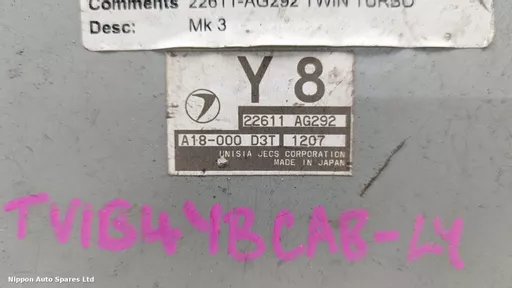 Comments 22611-AG292 TWIN TURBO
Desc: Mk 3
Y 8
22611 AG292
A18-000 D3T 1207
UNISIA JECS CORPORATION
MADE IN JAPAN
TV1B4YBCAB-LY
Nippon Auto Spares Ltd